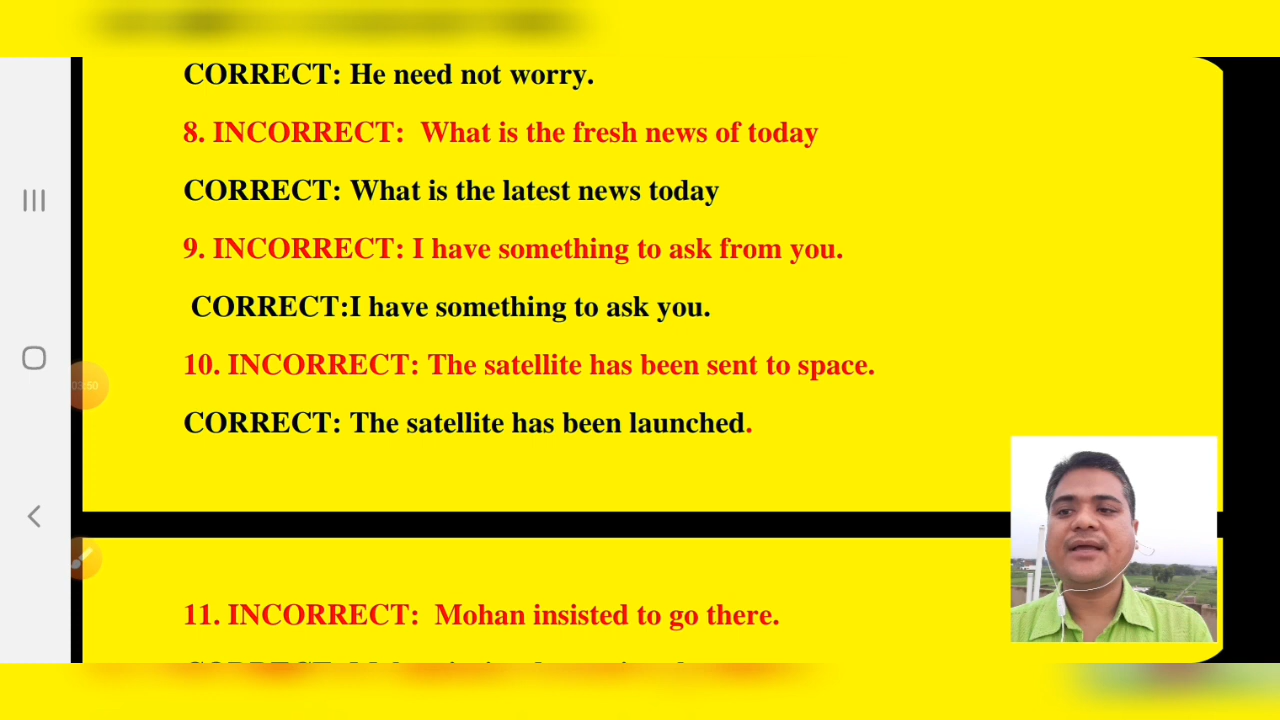 CORRECT: He need not worry.
8. INCORRECT:  What is the fresh news of today
CORRECT: What is the latest news today
9. INCORRECT: I have something to ask from you.
CORRECT:I have something to ask you.
10. INCORRECT: The satellite has been sent to space.
03:50
CORRECT: The satellite has been launched.
11. INCORRECT:  Mohan insisted to go there.